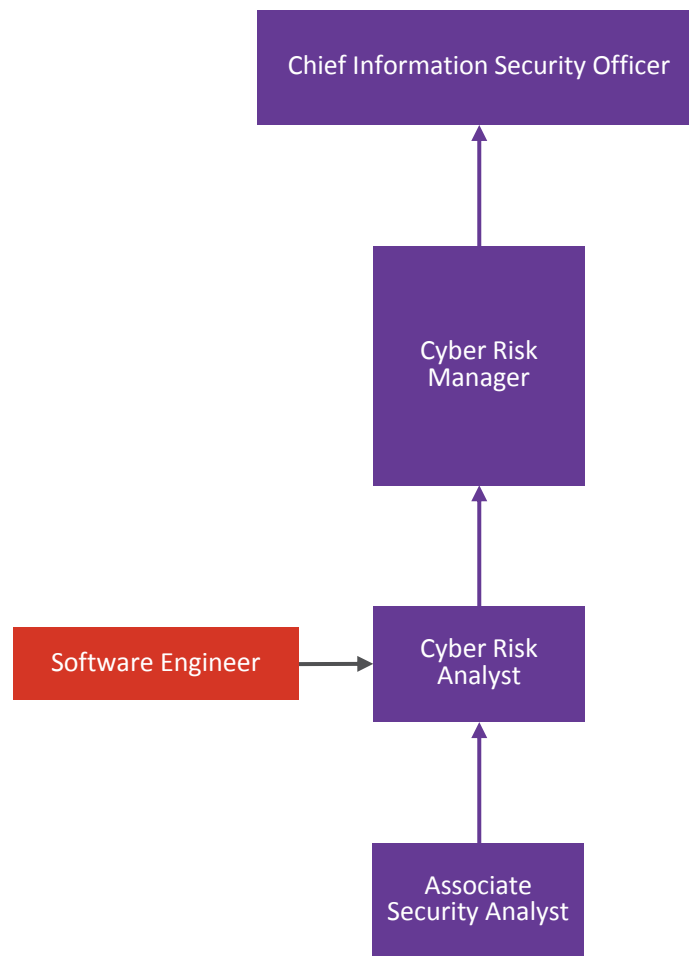 Chief Information Security Officer
Cyber Risk
Manager
Software Engineer
Cyber Risk
Analyst
Associate
Security Analyst